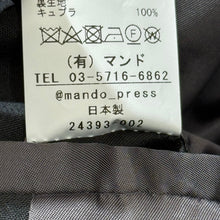 裏生地
キュプラ 100%
(有) マンド
TEL 03-5716-6862
@mando_press
日本製
24393-902